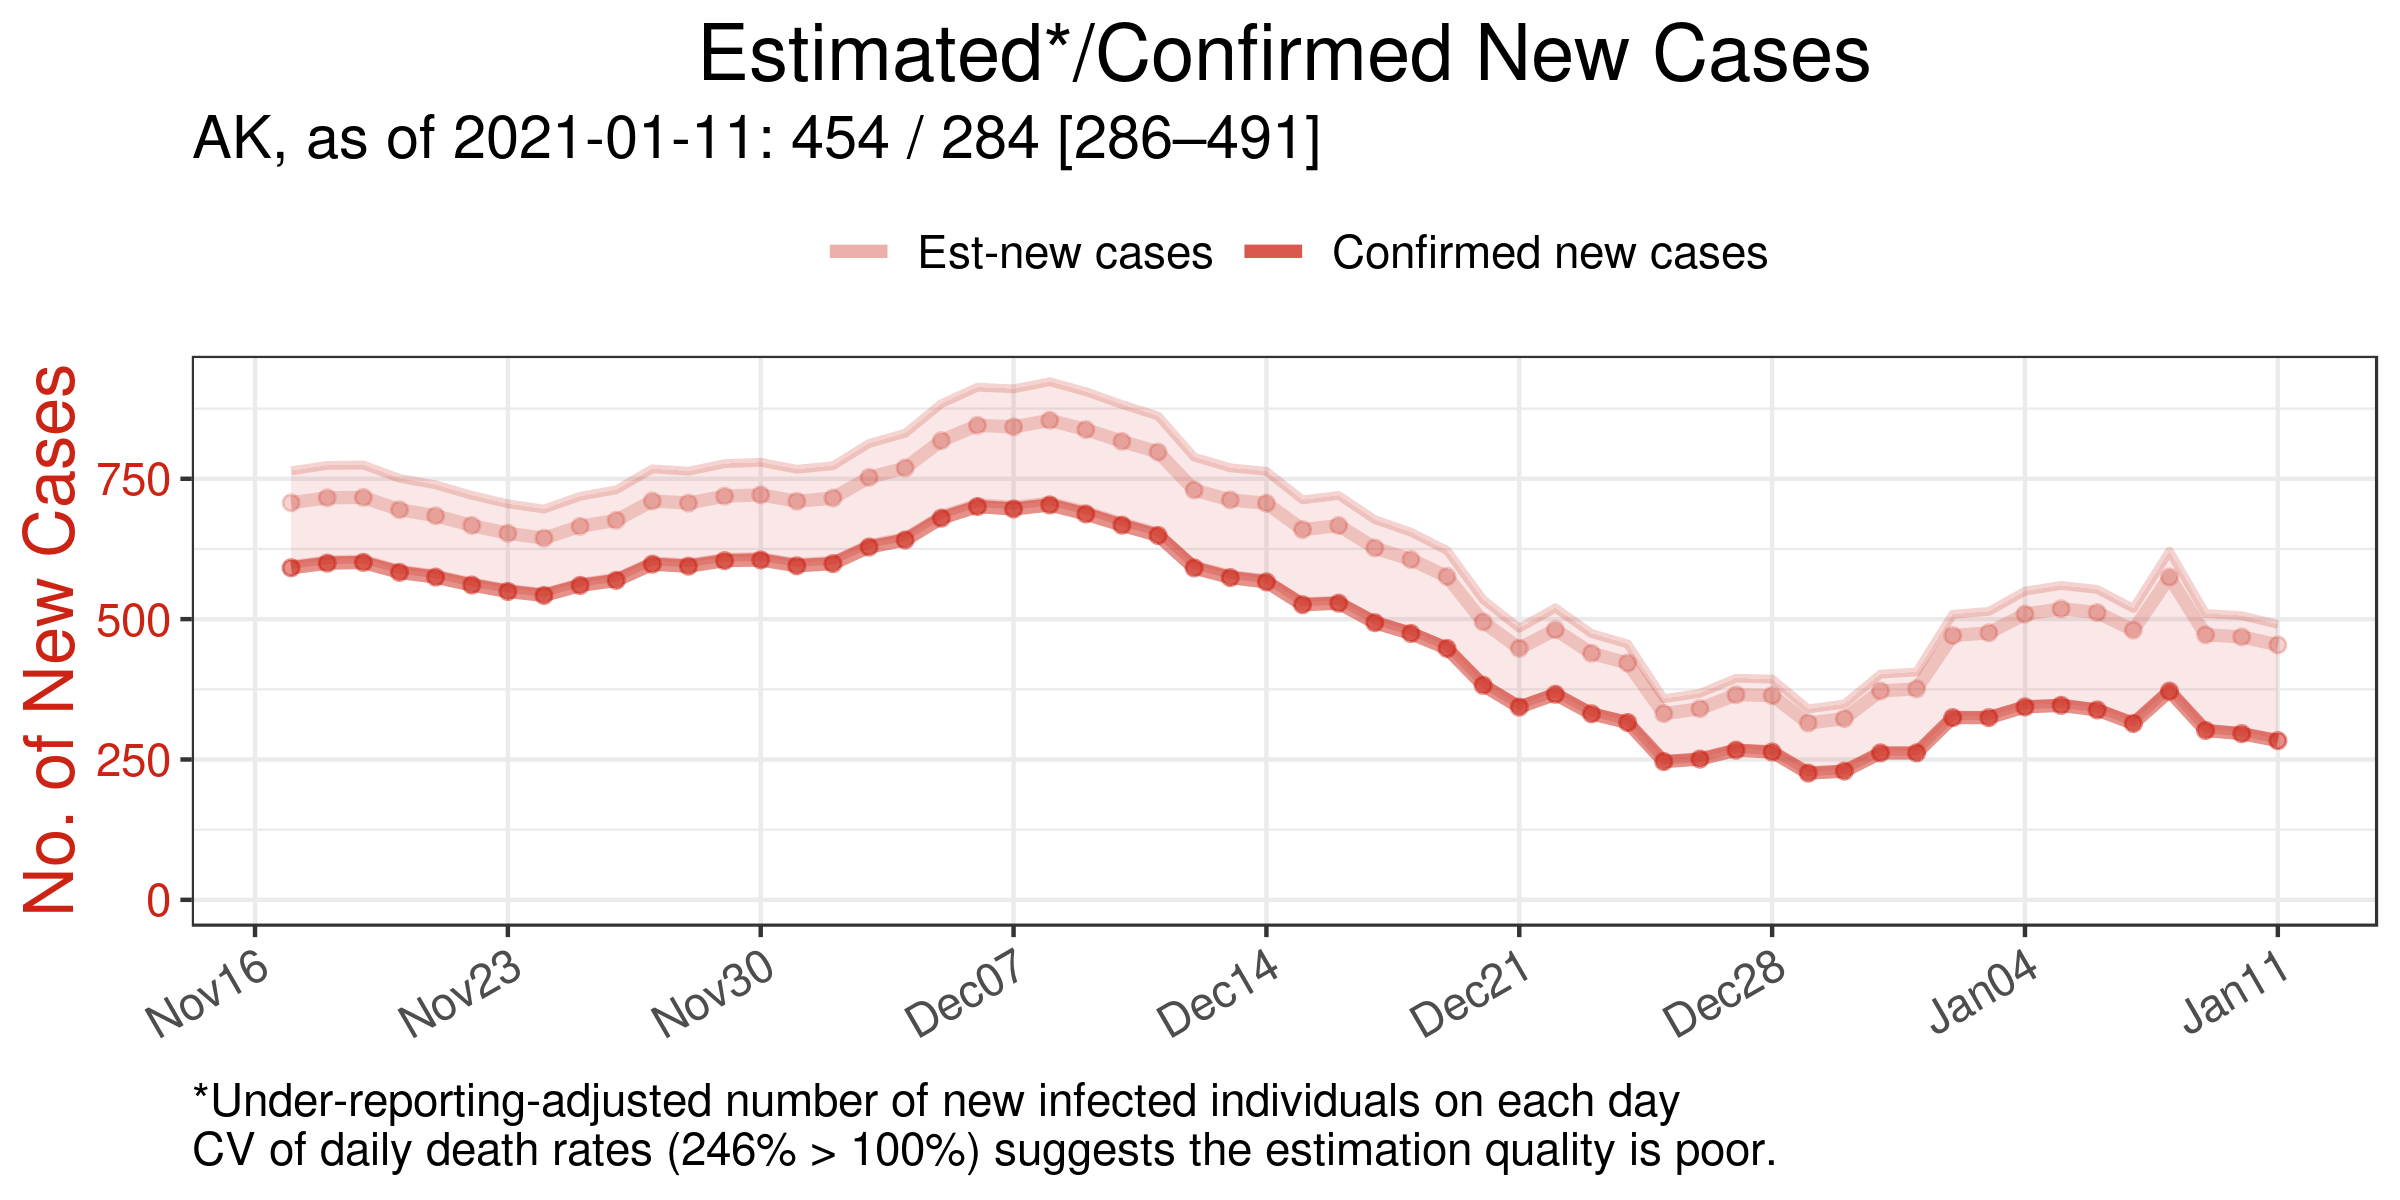 Estimated*/Confirmed New Cases
AK, as of 2021-01-11: 454 / 284 [286–491]
Est-new cases
Confirmed new cases
No. of New Cases
750
500
250
0
Nov16
Nov23
Nov30
Dec07
Dec14
Dec21
Dec28
Jan04
Jan11
*Under-reporting-adjusted number of new infected individuals on each day
CV of daily death rates (246% > 100%) suggests the estimation quality is poor.